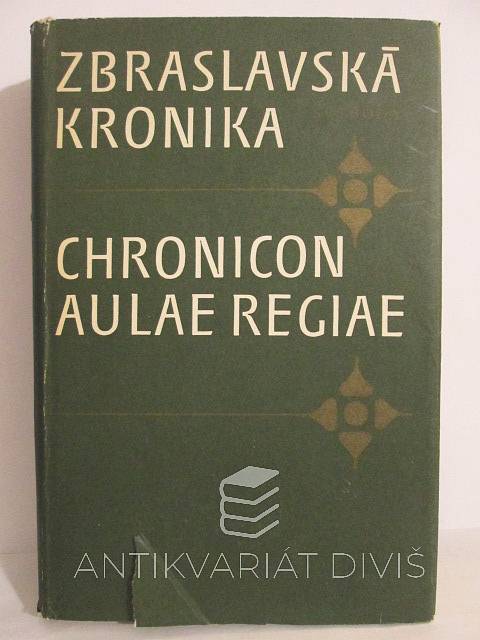 ZBRASLAVSKÁ
KRONIKA
CHRONICON
AULAE REGIAE
ANTIKVARIÁT DIVIŠ